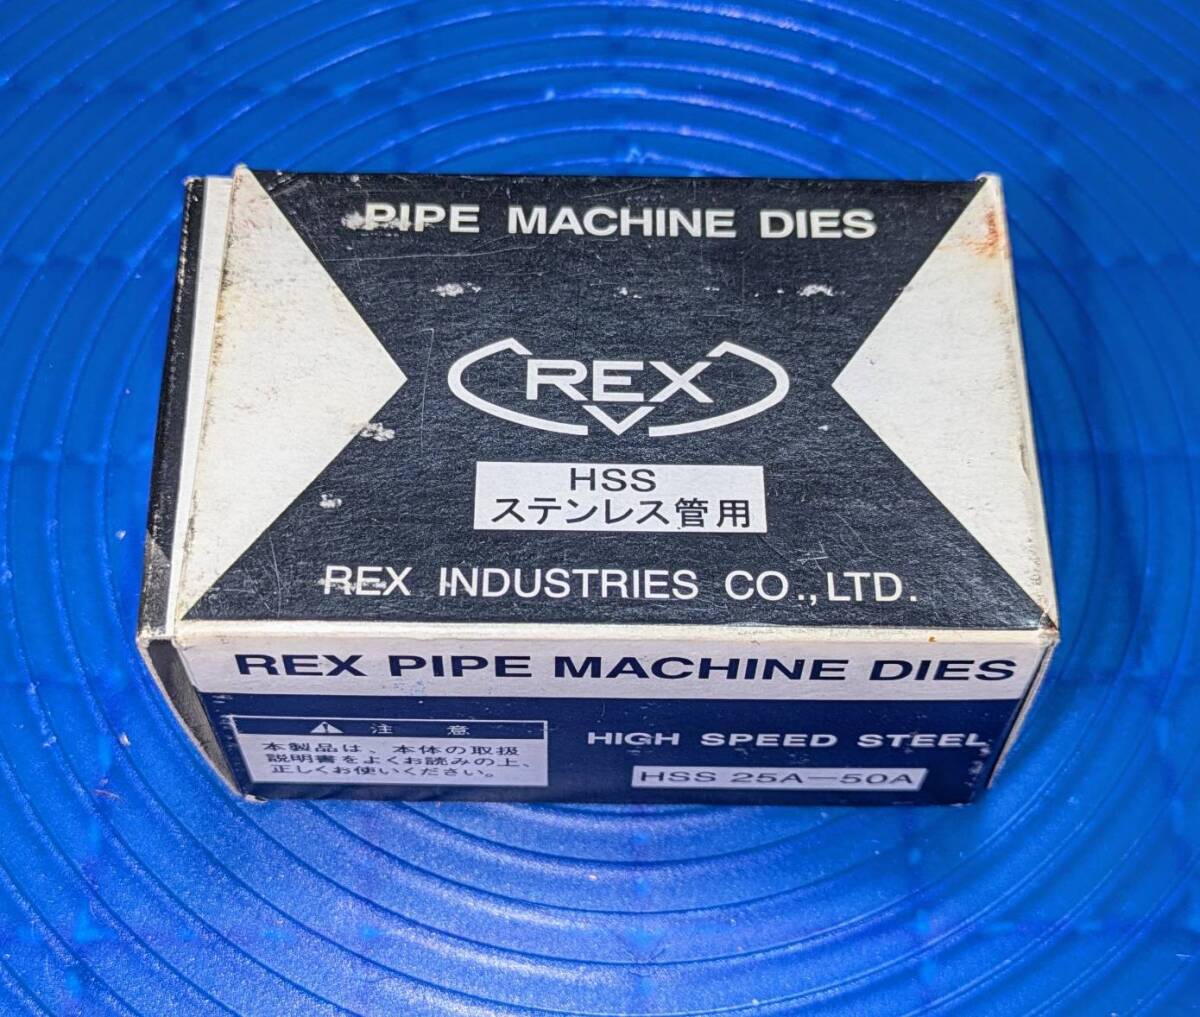 PIPE MACHINE DIES
REX
HSS
ステンレス管用
REX INDUSTRIES CO.,LTD.
REX PIPE MACHINE DIES
⚠ 注意
本製品は、本体の取扱
説明書をよくお読みの上、
正しくお使いください。
HIGH SPEED STEEL
HSS 25A-50A